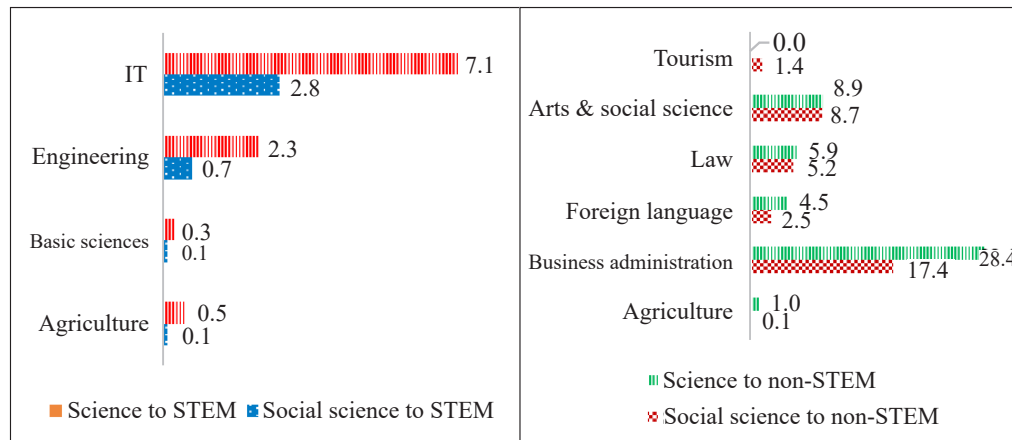 IT
7.1
2.8
Engineering
2.3
0.7
Basic sciences
0.3
0.1
Agriculture
0.5
0.1
Science to STEM Social science to STEM
Tourism
0.0
1.4
Arts & social science
8.9
8.7
Law
5.9
5.2
Foreign language
4.5
2.5
Business administration
28.4
17.4
Agriculture
1.0
0.1
Science to non-STEM
Social science to non-STEM